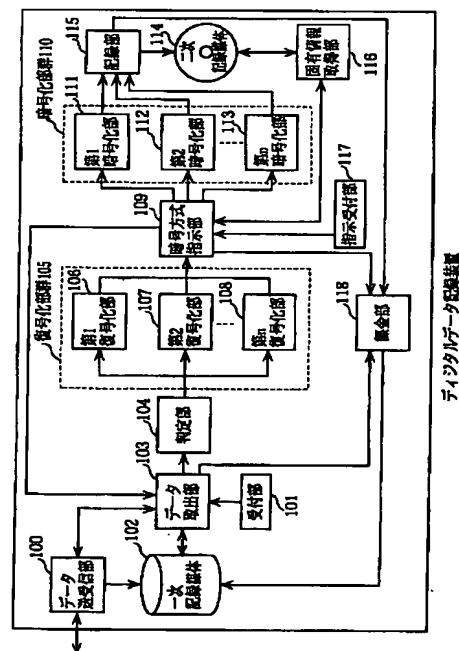 100
データ
送受信部
102
一次
記録媒体
103
データ
取出部
101
受付部
104
判定部
復号化部群105
106
第1
復号化部
107
第2
復号化部
108
第n
復号化部
109
暗号方式
指示部
暗号化部群110
111
第1
暗号化部
112
第2
暗号化部
113
第m
暗号化部
115
記録部
114
二次
記録媒体
固有情報
取得部
116
117
指示受付部
118
課金部
ディジタルデータ記録装置